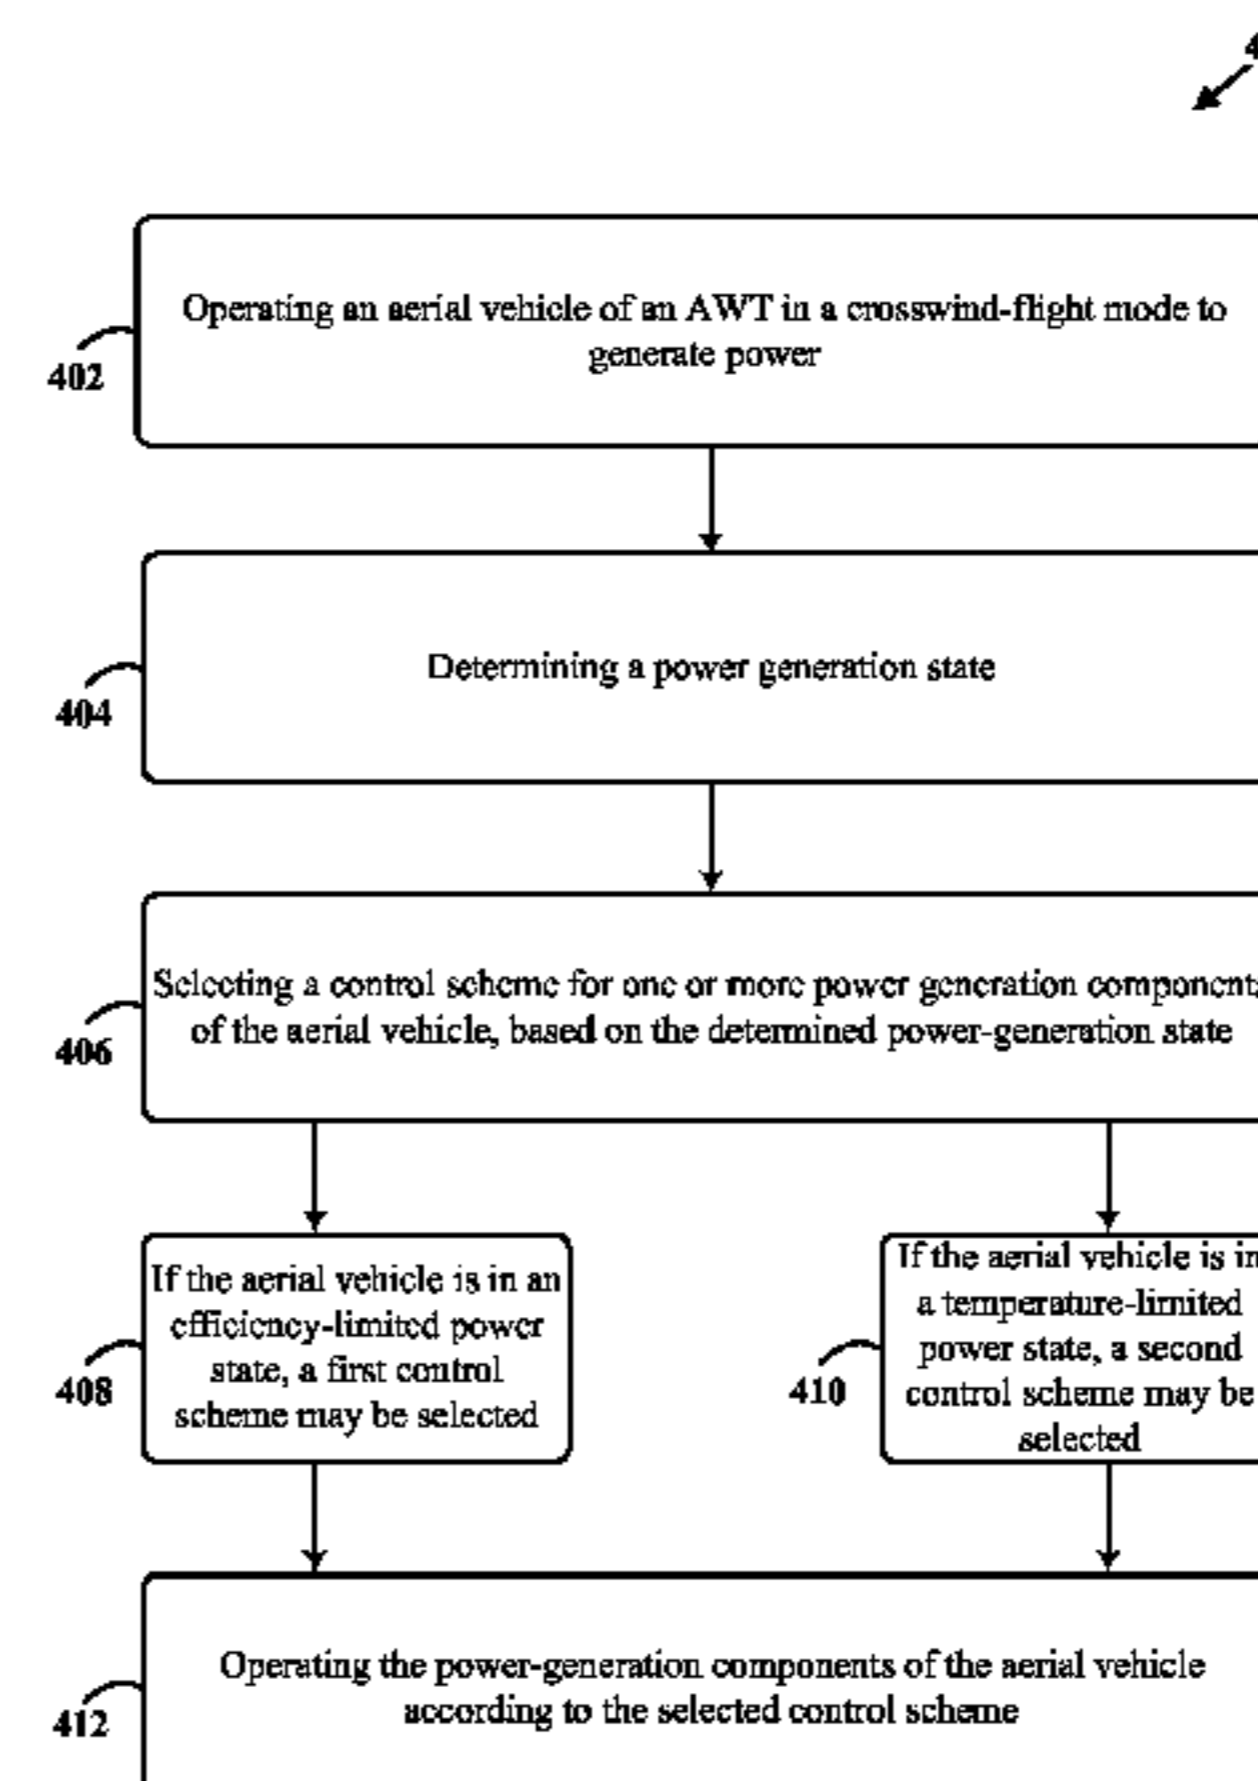 4
Operating an aerial vehicle of an AWT in a crosswind-flight mode to
generate power
402
Determining a power generation state
404
Selecting a control scheme for one or more power generation components
of the aerial vehicle, based on the determined power-generation state
406
If the aerial vehicle is in an
efficiency-limited power
state, a first control
scheme may be selected
408
If the aerial vehicle is in
a temperature-limited
power state, a second
control scheme may be
selected
410
Operating the power-generation components of the aerial vehicle
according to the selected control scheme
412